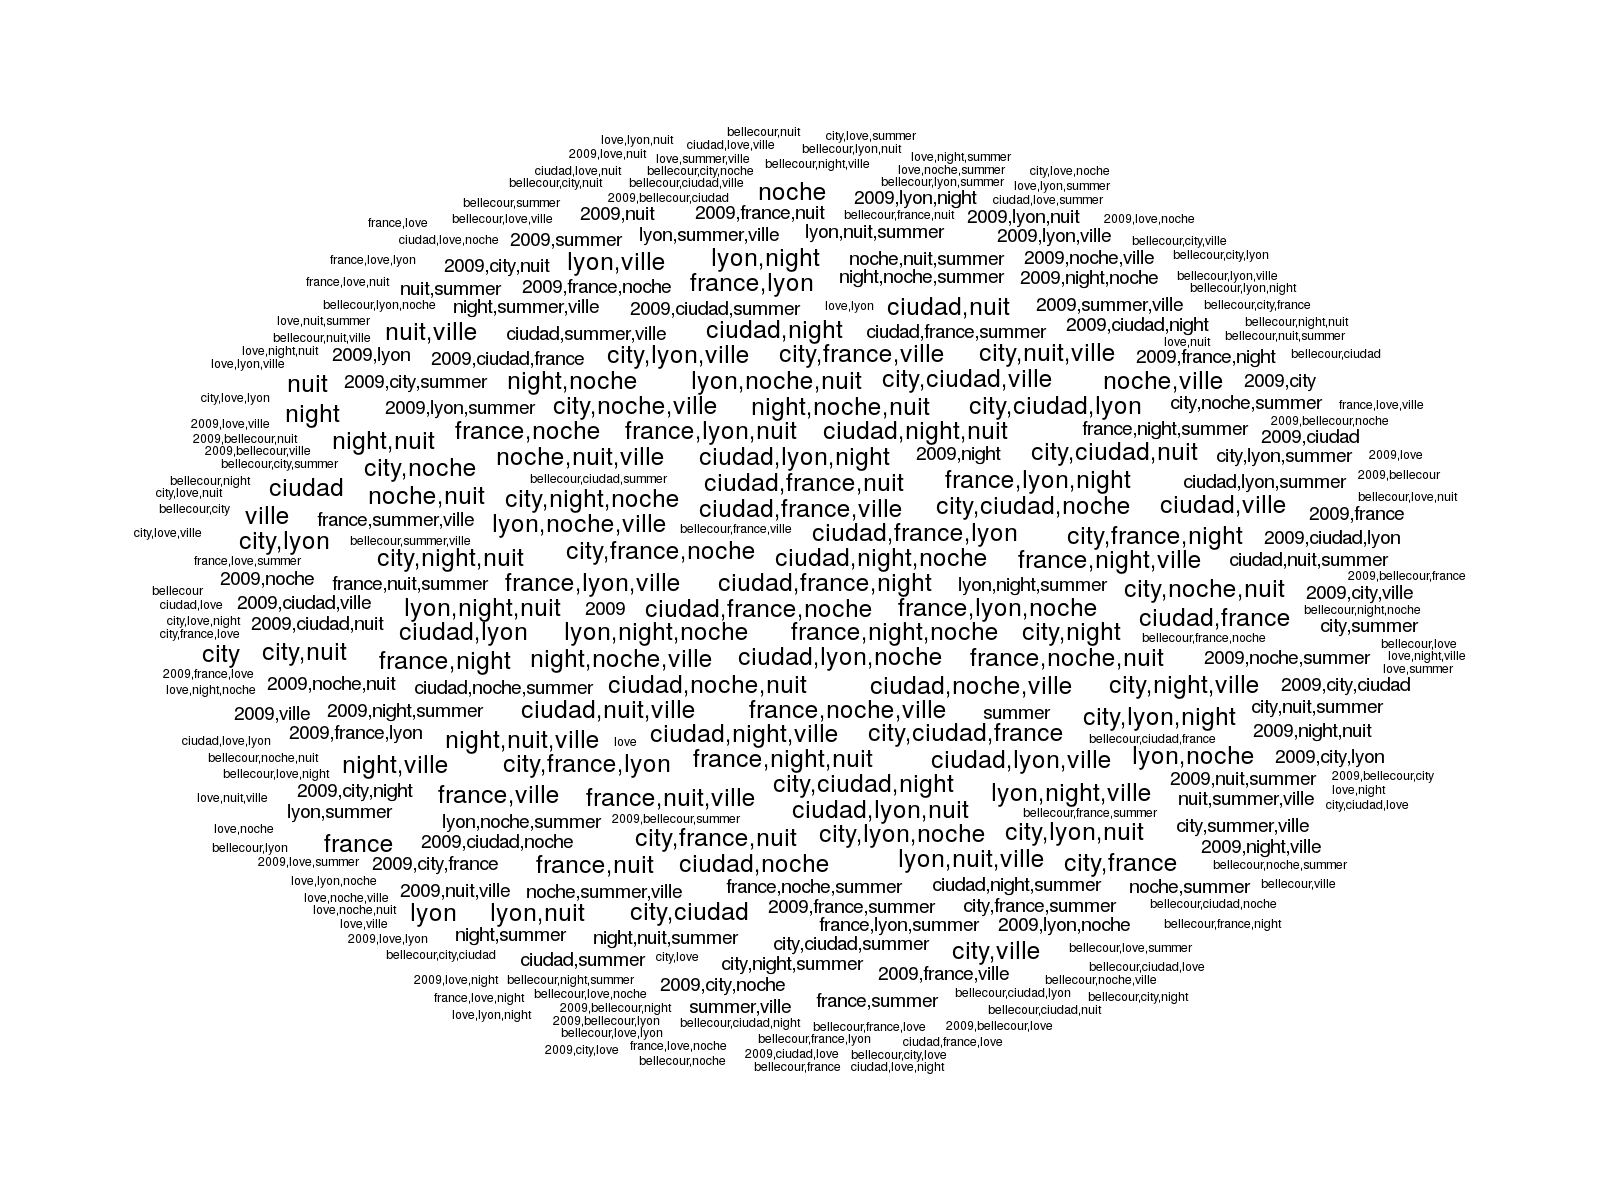 bellecour,nuit
love,lyon,nuit city,love,summer
ciudad,love,ville bellecour,lyon,nuit
2009,love,nuit love,summer,ville love,night,summer
bellecour,night,ville
ciudad,love,nuit bellecour,city,noche love,noche,summer city,love,noche
bellecour,city,nuit bellecour,ciudad,ville bellecour,lyon,summer love,lyon,summer
noche
bellecour,summer 2009,bellecour,ciudad 2009,lyon,night ciudad,love,summer
france,love bellecour,love,ville 2009,nuit 2009,france,nuit bellecour,france,nuit 2009,lyon,nuit 2009,love,noche
ciudad,love,noche 2009,summer lyon,summer,ville lyon,nuit,summer 2009,lyon,ville bellecour,city,ville
france,love,lyon 2009,city,nuit lyon,ville lyon,night noche,nuit,summer 2009,noche,ville bellecour,city,lyon
france,love,nuit nuit,summer 2009,france,noche france,lyon night,noche,summer 2009,night,noche bellecour,lyon,ville
bellecour,lyon,night
bellecour,lyon,noche night,summer,ville 2009,ciudad,summer love,lyon ciudad,nuit 2009,summer,ville bellecour,city,france
love,nuit,summer 2009,ciudad,night bellecour,night,nuit
bellecour,nuit,ville nuit,ville ciudad,summer,ville ciudad,night ciudad,france,summer love,nuit bellecour,nuit,summer
love,night,nuit 2009,lyon 2009,ciudad,france city,lyon,ville city,france,ville city,nuit,ville 2009,france,night bellecour,ciudad
love,lyon,ville
nuit 2009,city,summer night,noche lyon,noche,nuit city,ciudad,ville noche,ville 2009,city
city,love,lyon
night 2009,lyon,summer city,noche,ville night,noche,nuit city,ciudad,lyon city,noche,summer france,love,ville
2009,love,ville 2009,bellecour,noche
2009,bellecour,nuit night,nuit france,noche france,lyon,nuit ciudad,night,nuit france,night,summer 2009,ciudad
2009,bellecour,ville noche,nuit,ville ciudad,lyon,night 2009,night city,ciudad,nuit city,lyon,summer 2009,love
bellecour,city,summer city,noche
bellecour,night bellecour,ciudad,summer 2009,bellecour
city,love,nuit ciudad noche,nuit city,night,noche ciudad,france,nuit france,lyon,night ciudad,lyon,summer bellecour,love,nuit
bellecour,city ville france,summer,ville lyon,noche,ville ciudad,france,ville city,ciudad,noche ciudad,ville 2009,france
city,love,ville city,lyon bellecour,summer,ville bellecour,france,ville ciudad,france,lyon city,france,night 2009,ciudad,lyon
france,love,summer city,night,nuit city,france,noche ciudad,night,noche france,night,ville ciudad,nuit,summer
bellecour 2009,noche france,nuit,summer france,lyon,ville ciudad,france,night lyon,night,summer city,noche,nuit 2009,bellecour,france
2009,city,ville
ciudad,love 2009,ciudad,ville lyon,night,nuit 2009 ciudad,france,noche france,lyon,noche ciudad,france bellecour,night,noche
city,love,night 2009,ciudad,nuit city,summer
city,france,love ciudad,lyon lyon,night,noche france,night,noche city,night bellecour,france,noche bellecour,love
city city,nuit france,night night,noche,ville ciudad,lyon,noche france,noche,nuit 2009,noche,summer love,night,ville
2009,france,love love,summer
love,night,noche 2009,noche,nuit ciudad,noche,summer ciudad,noche,nuit ciudad,noche,ville city,night,ville 2009,city,ciudad
2009,ville 2009,night,summer ciudad,nuit,ville france,noche,ville summer city,lyon,night city,nuit,summer
ciudad,love,lyon 2009,france,lyon night,nuit,ville love ciudad,night,ville city,ciudad,france bellecour,ciudad,france 2009,night,nuit
bellecour,noche,nuit night,ville city,france,lyon france,night,nuit ciudad,lyon,ville lyon,noche 2009,city,lyon
bellecour,love,night 2009,nuit,summer 2009,bellecour,city
love,nuit,ville 2009,city,night france,ville france,nuit,ville city,ciudad,night lyon,night,ville nuit,summer,ville love,night
city,ciudad,love
lyon,summer lyon,noche,summer 2009,bellecour,summer ciudad,lyon,nuit bellecour,france,summer
love,noche city,france,nuit city,lyon,noche city,lyon,nuit city,summer,ville
bellecour,lyon france 2009,ciudad,noche 2009,night,ville
2009,love,summer 2009,city,france france,nuit ciudad,noche lyon,nuit,ville city,france bellecour,noche,summer
love,lyon,noche 2009,nuit,ville noche,summer,ville france,noche,summer ciudad,night,summer noche,summer bellecour,ville
love,noche,ville
love,noche,nuit lyon lyon,nuit city,ciudad 2009,france,summer city,france,summer bellecour,ciudad,noche
love,ville france,lyon,summer 2009,lyon,noche bellecour,france,night
2009,love,lyon night,summer night,nuit,summer city,ciudad,summer city,ville bellecour,love,summer
bellecour,city,ciudad ciudad,summer city,love city,night,summer bellecour,ciudad,love
2009,love,night bellecour,night,summer 2009,city,noche 2009,france,ville bellecour,noche,ville
france,love,night bellecour,love,noche bellecour,ciudad,lyon bellecour,city,night
love,lyon,night 2009,bellecour,night summer,ville france,summer bellecour,ciudad,nuit
2009,bellecour,lyon bellecour,ciudad,night bellecour,france,love 2009,bellecour,love
bellecour,love,lyon bellecour,france,lyon ciudad,france,love
2009,city,love france,love,noche 2009,ciudad,love bellecour,city,love
bellecour,noche bellecour,france ciudad,love,night